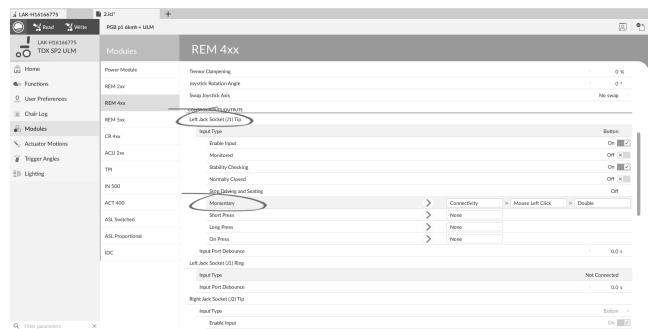 LAK-H16166775
2.lci*
+
Read
Write
PGB p5 6kmh + ULM
LAK-H16166775
TDX SP2 ULM
Modules
REM 4xx
Home
Functions
User Preferences
Chair Log
Modules
Actuator Motions
Trigger Angles
Lighting
Filter parameters
Power Module
REM 2xx
REM 4xx
REM 5xx
CR 4xx
ACU 2xx
TPI
IN 500
ACT 400
ASL Switched
ASL Proportional
IDC
Tremor Dampening 0 %
Joystick Rotation Angle 0 °
Swap Joystick Axis No swap
Left Jack Socket (J1) Tip
Input Type Button
Enable Input On
Monitored Off
Stability Checking On
Normally Closed Off
Stop Driving and Seating Off
Momentary Connectivity Mouse Left Click Double
Short Press None
Long Press None
On Press None
Input Port Debounce 0.0 s
Left Jack Socket (J1) Ring
Input Type Not Connected
Input Port Debounce 0.0 s
Right Jack Socket (J2) Tip
Input Type Button
Enable Input On